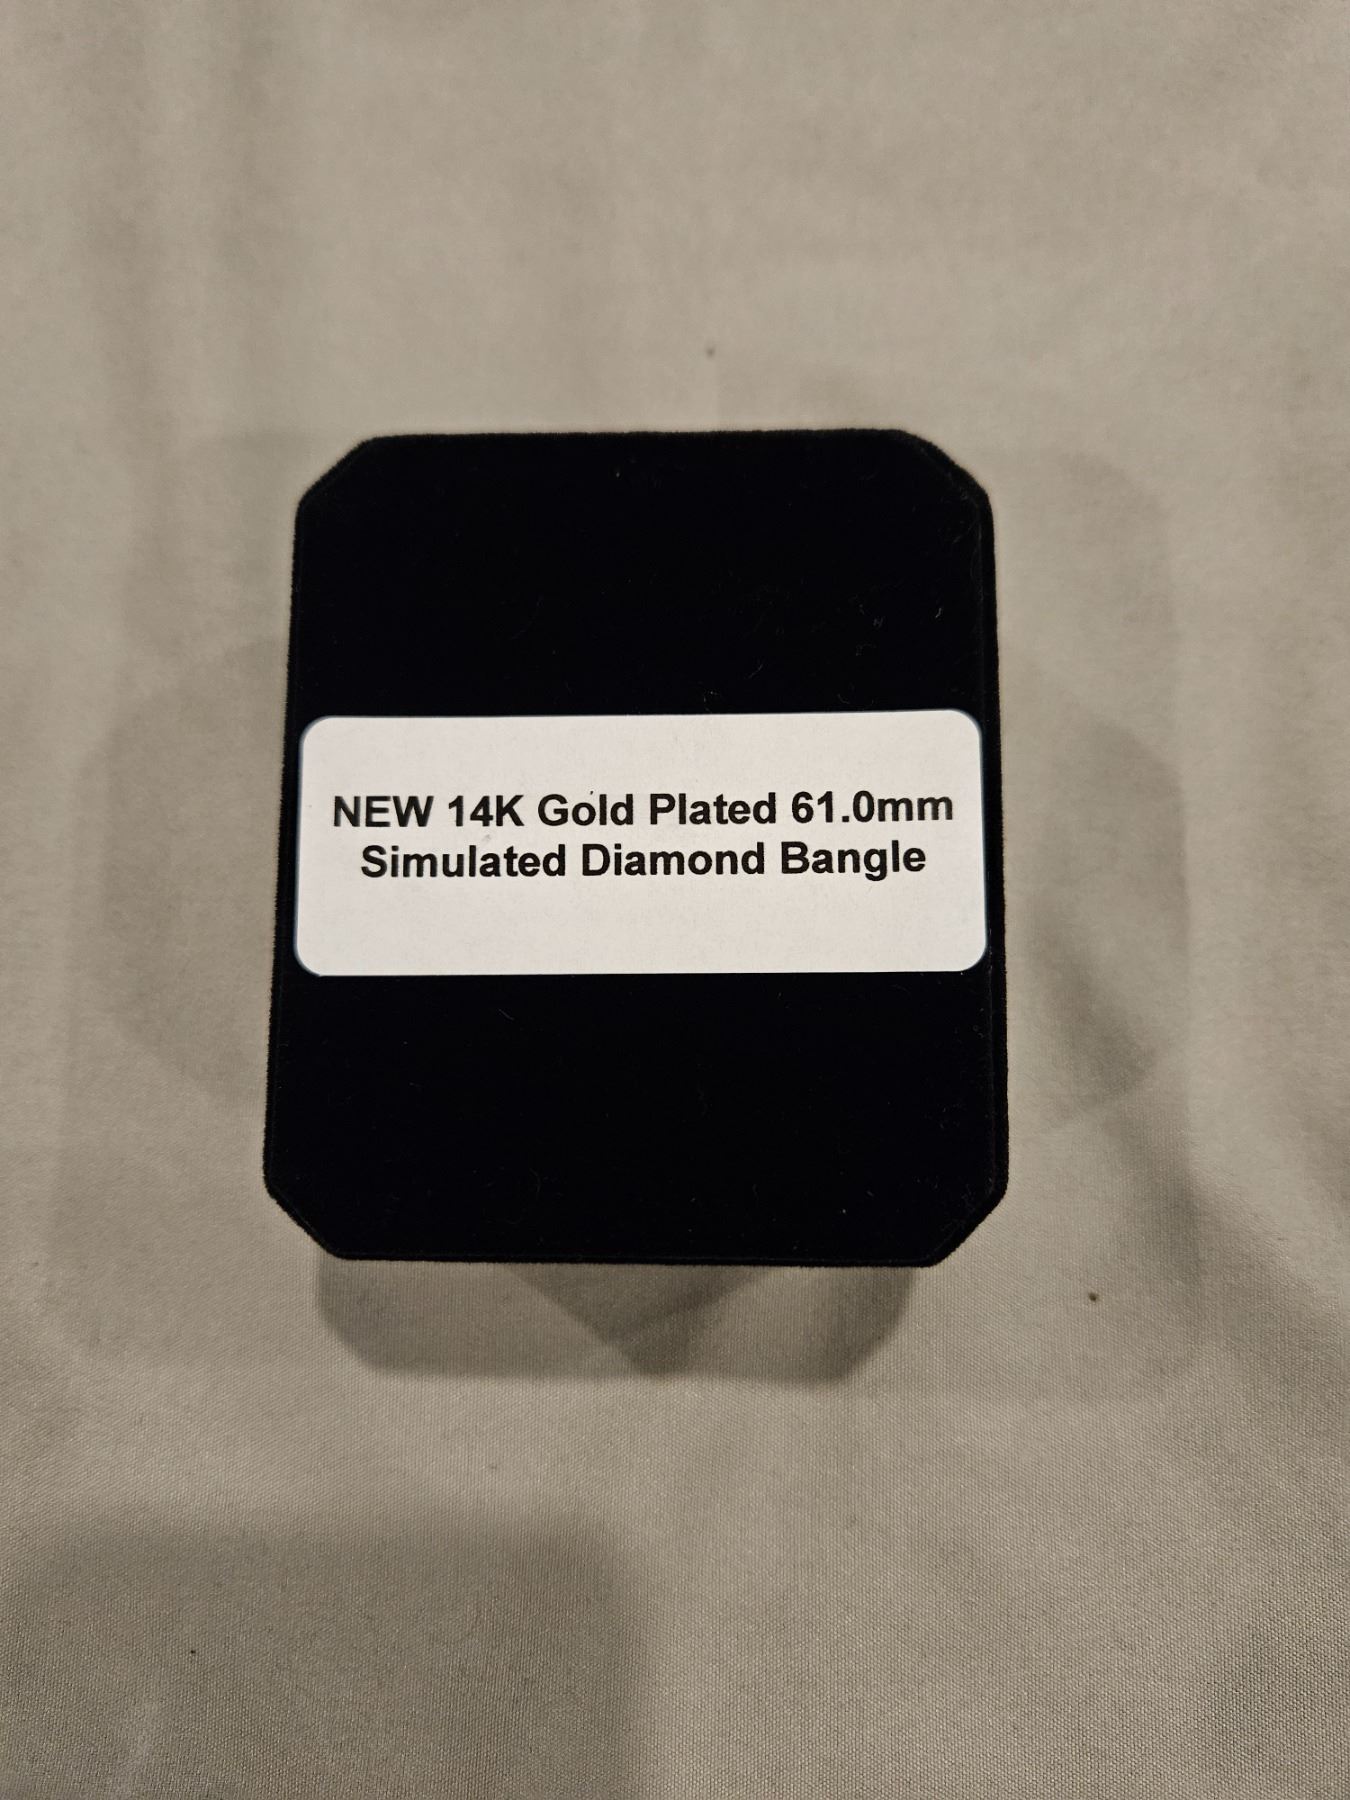 NEW 14K Gold Plated 61.0mm
Simulated Diamond Bangle